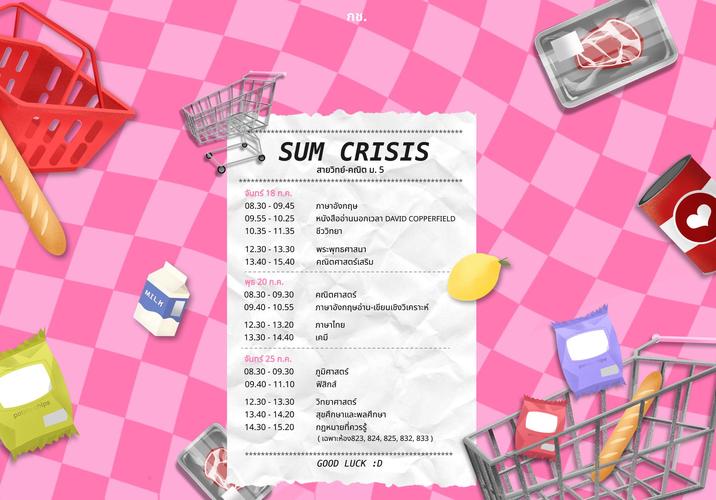 กช.
SUM CRISIS
สายวิทย์-คณิต ม. 5
จันทร์ 18 ก.ค.
08.30 - 09.45 ภาษาอังกฤษ
09.55 - 10.25 หนังสืออ่านนอกเวลา DAVID COPPERFIELD
10.35 - 11.35 ชีววิทยา
12.30 - 13.30 พระพุทธศาสนา
13.40 - 15.40 คณิตศาสตร์เสริม
พุธ 20 ก.ค.
08.30 - 09.30 คณิตศาสตร์
09.40 - 10.55 ภาษาอังกฤษอ่าน-เขียนเชิงวิเคราะห์
12.30 - 13.20 ภาษาไทย
13.30 - 14.40 เคมี
จันทร์ 25 ก.ค.
08.30 - 09.30 ภูมิศาสตร์
09.40 - 11.10 ฟิสิกส์
12.30 - 13.30 วิทยาศาสตร์
13.40 - 14.20 สุขศึกษาและพลศึกษา
14.30 - 15.20 กฎหมายที่ควรรู้
( เฉพาะห้อง823, 824, 825, 832, 833 )
GOOD LUCK :D
MILK
potato chips